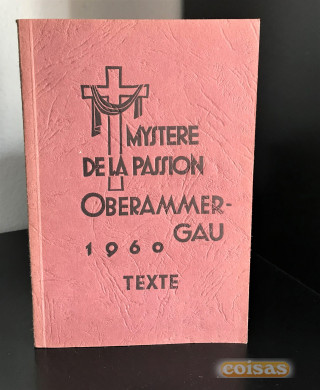 MYSTERE
DE LA PASSION
OBERAMMER-
GAU
1960
TEXTE
coisas